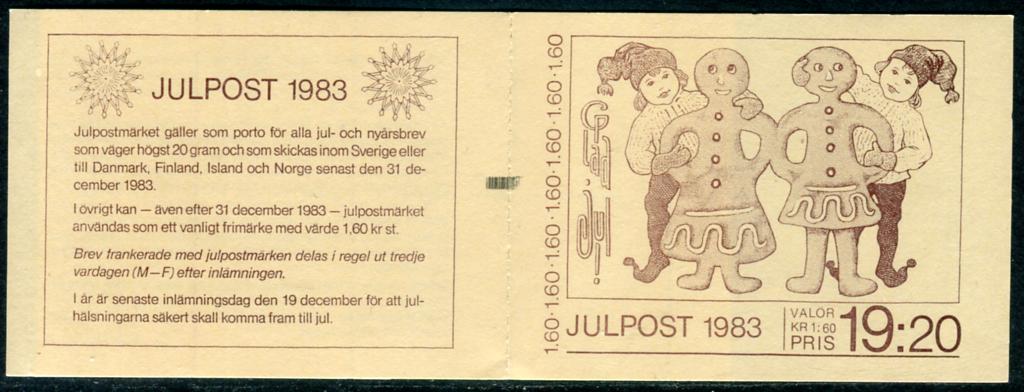 JULPOST 1983
Julpostmärket gäller som porto för alla jul- och nyårsbrev
som väger högst 20 gram och som skickas inom Sverige eller
till Danmark, Finland, Island och Norge senast den 31 de-
cember 1983.
I övrigt kan — även efter 31 december 1983 — julpostmärket
användas som ett vanligt frimärke med värde 1,60 kr st.
Brev frankerade med julpostmärken delas i regel ut tredje
vardagen (M—F) efter inlämningen.
I år är senaste inlämningsdag den 19 december för att jul-
hälsningarna säkert skall komma fram till jul.
1.60·1.60·1.60·1.60·1.60·1.60·1.60·1.60
God
Jul!
JULPOST 1983
VALÖR
KR 1:60
PRIS
19:20